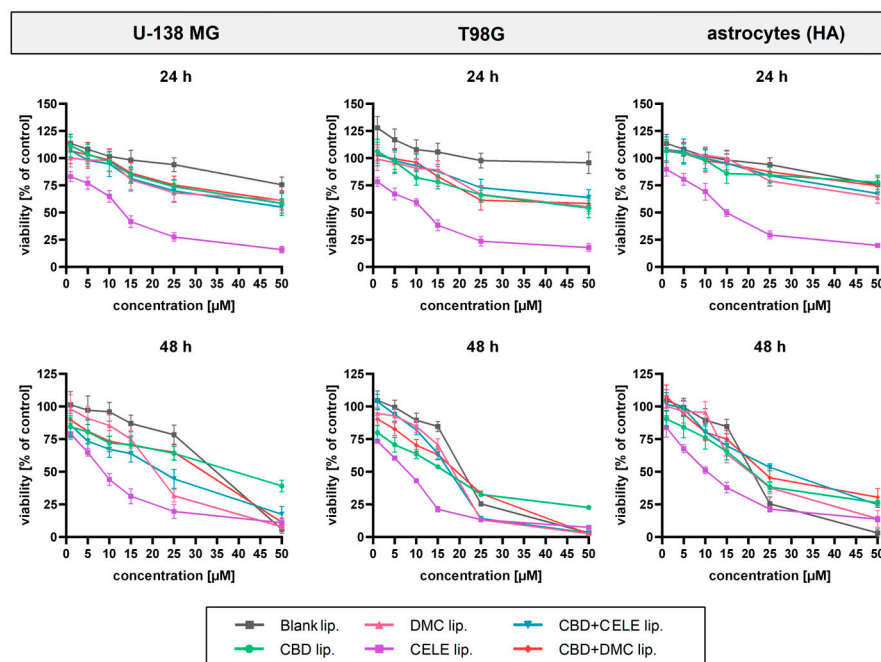 U-138 MG T98G astrocytes (HA)
24 h 24 h 24 h
viability [% of control] viability [% of control] viability [% of control]
150 150 150
125 125 125
100 100 100
75 75 75
50 50 50
25 25 25
0 0 0
0 5 10 15 20 25 30 35 40 45 50 0 5 10 15 20 25 30 35 40 45 50 0 5 10 15 20 25 30 35 40 45 50
concentration [µM] concentration [µM] concentration [µM]
48 h 48 h 48 h
viability [% of control] viability [% of control] viability [% of control]
125 125 125
100 100 100
75 75 75
50 50 50
25 25 25
0 0 0
0 5 10 15 20 25 30 35 40 45 50 0 5 10 15 20 25 30 35 40 45 50 0 5 10 15 20 25 30 35 40 45 50
concentration [µM] concentration [µM] concentration [µM]
Blank lip. DMC lip. CBD+CELE lip.
CBD lip. CELE lip. CBD+DMC lip.